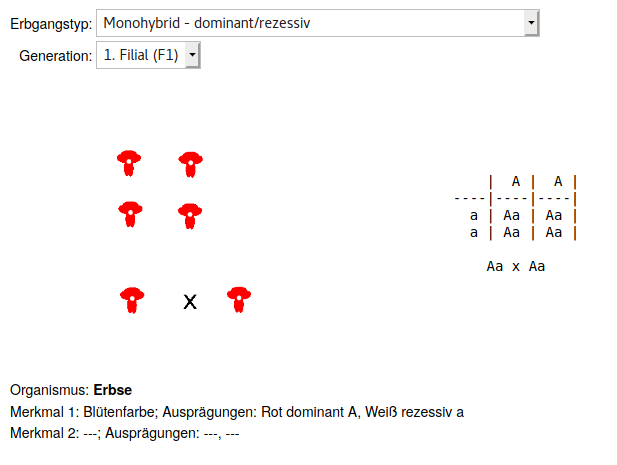 Erbgangstyp: Monohybrid - dominant/rezessiv
Generation: 1. Filial (F1)
| A | A |
----|----|----|
a | Aa | Aa |
a | Aa | Aa |
Aa x Aa
X
Organismus: Erbse
Merkmal 1: Blütenfarbe; Ausprägungen: Rot dominant A, Weiß rezessiv a
Merkmal 2: ---; Ausprägungen: ---, ---